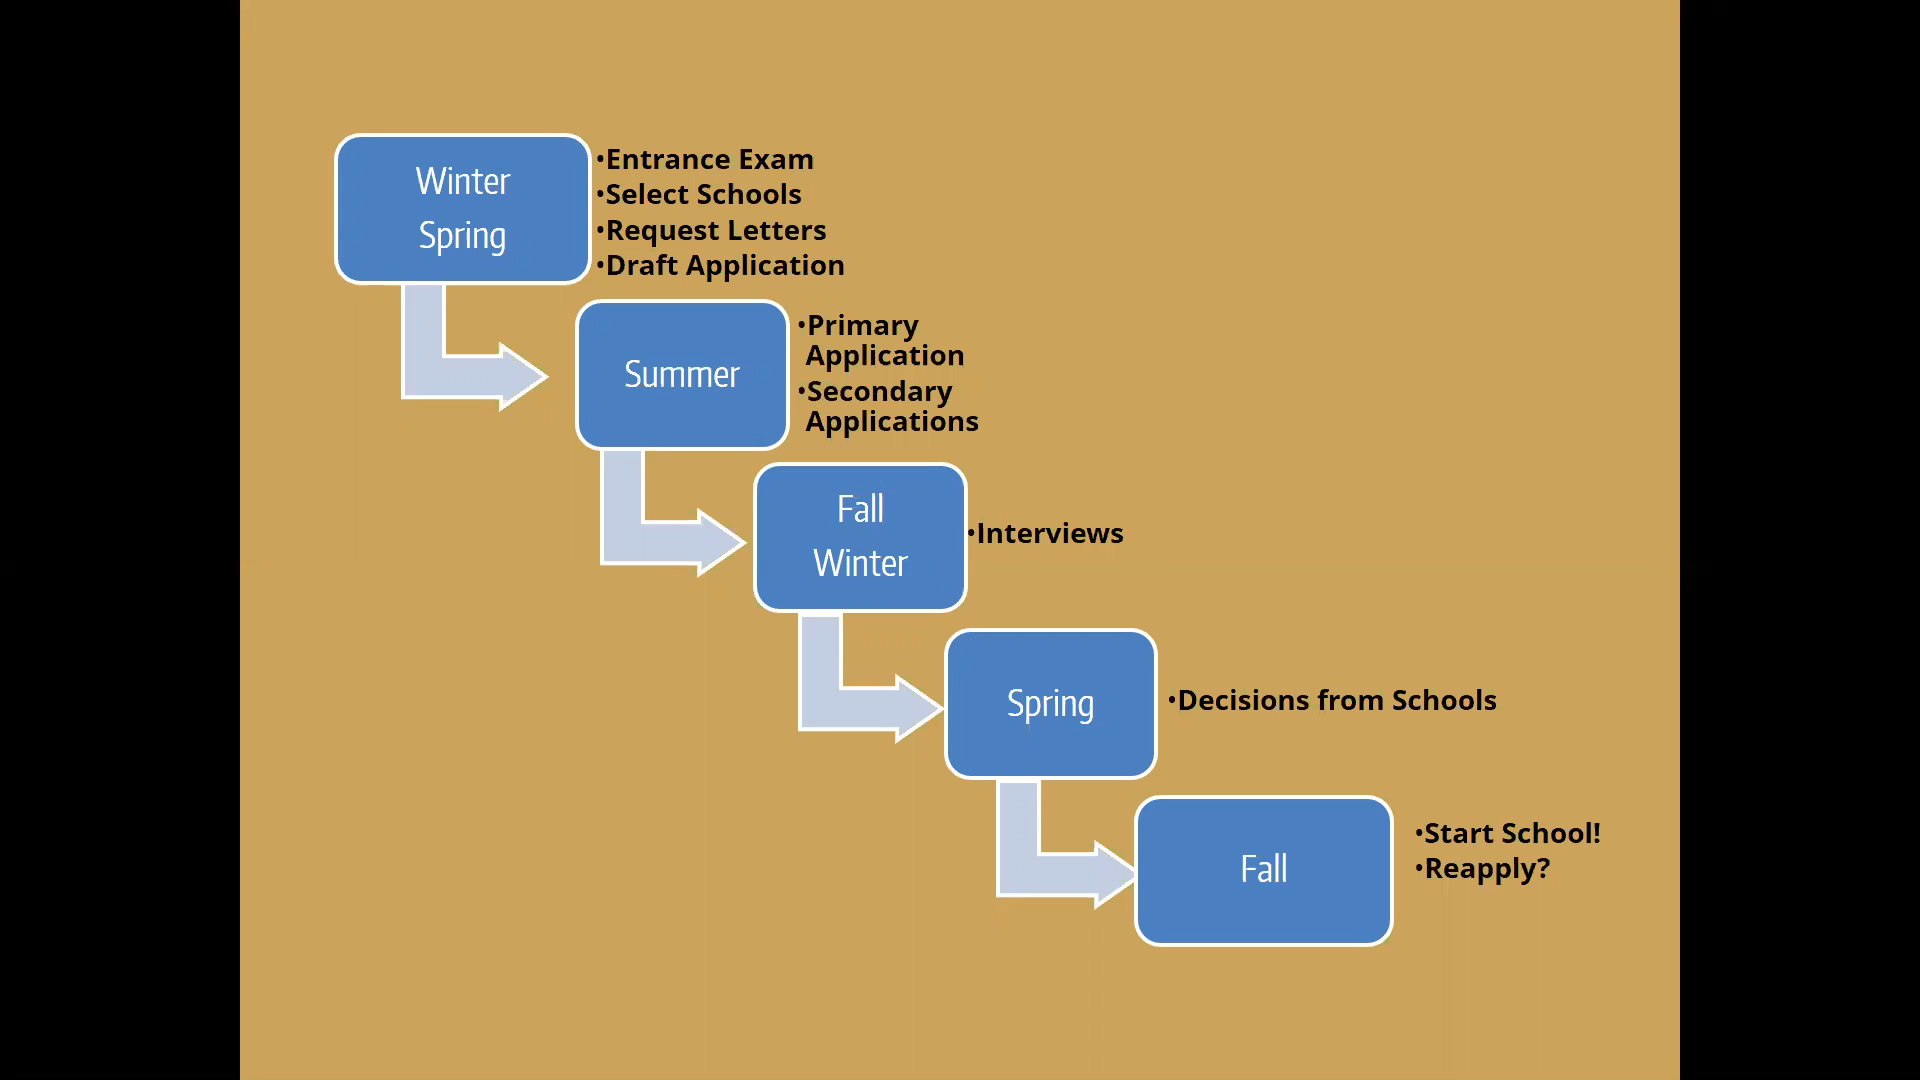 Winter
Spring
•Entrance Exam
•Select Schools
•Request Letters
•Draft Application
Summer
•Primary
Application
•Secondary
Applications
Fall
Winter
•Interviews
Spring
•Decisions from Schools
Fall
•Start School!
•Reapply?